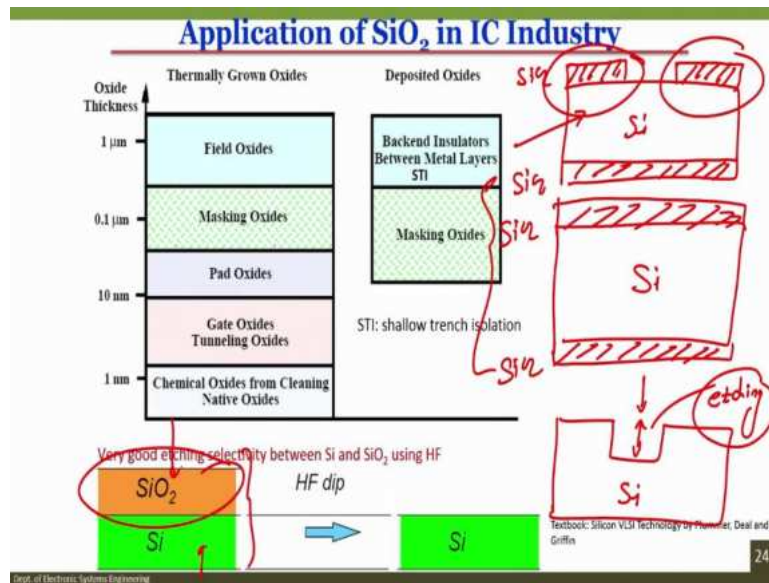 Application of SiO2 in IC Industry
Thermally Grown Oxides
Deposited Oxides
Oxide
Thickness
1 μm
0.1 μm
10 nm
1 nm
Field Oxides
Masking Oxides
Pad Oxides
Gate Oxides
Tunneling Oxides
Chemical Oxides from Cleaning
Native Oxides
Backend Insulators
Between Metal Layers
STI
Masking Oxides
STI: shallow trench isolation
Si
Si
etching
Si
Very good etching selectivity between Si and SiO2 using HF
SiO2
Si
HF dip
Si
Textbook: Silicon VLSI Technology by Plummer, Deal and
Griffin
24
Dept. of Electronic Systems Engineering